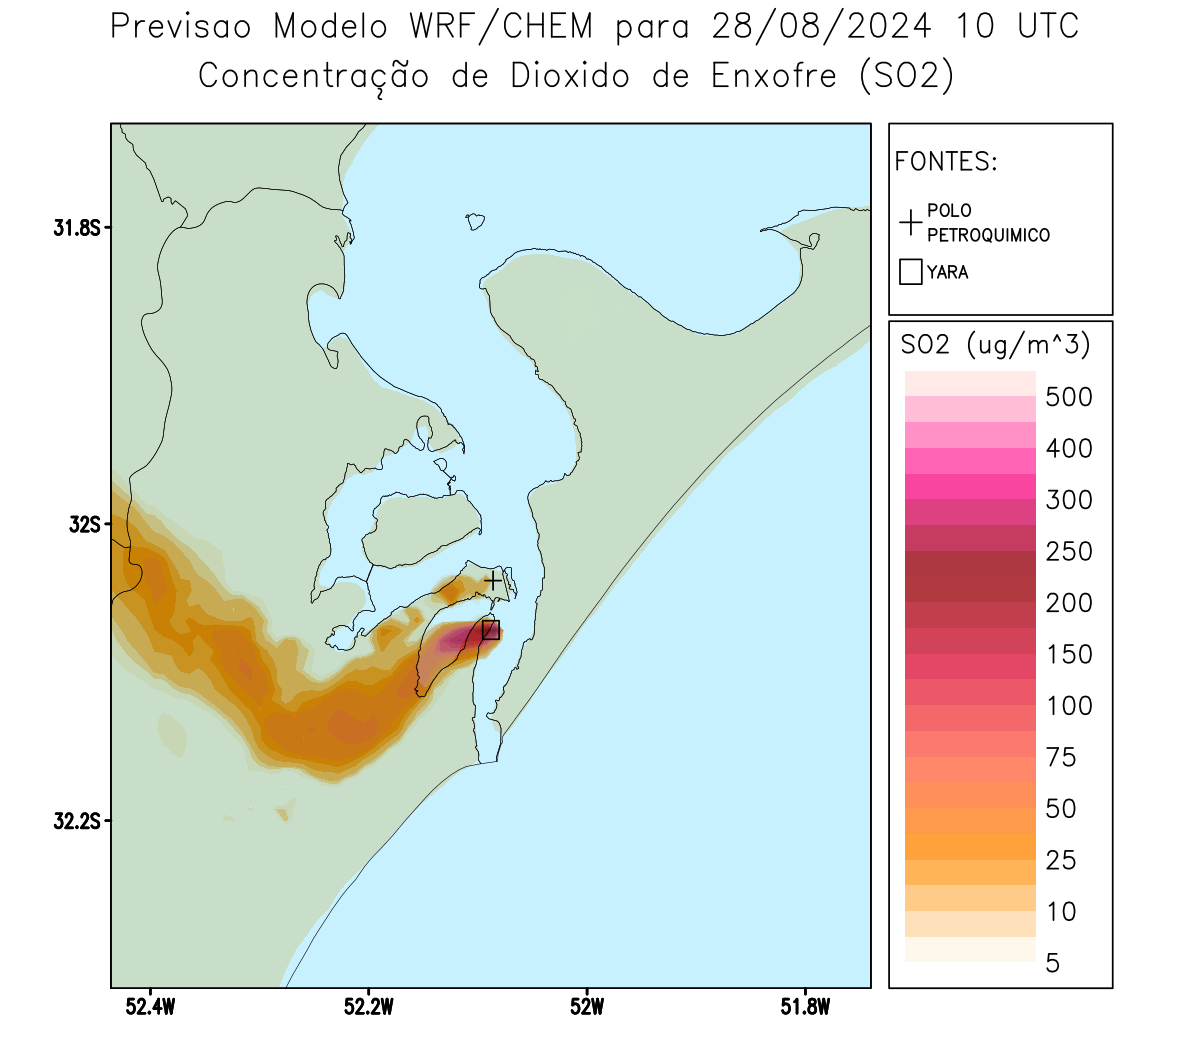 Previsao Modelo WRF/CHEM para 28/08/2024 10 UTC
Concentração de Dioxido de Enxofre (SO2)
FONTES:
POLO
PETROQUIMICO
YARA
SO2 (ug/m^3)
500
400
300
250
200
150
100
75
50
25
10
5
31.8S
32S
32.2S
52.4W
52.2W
52W
51.8W